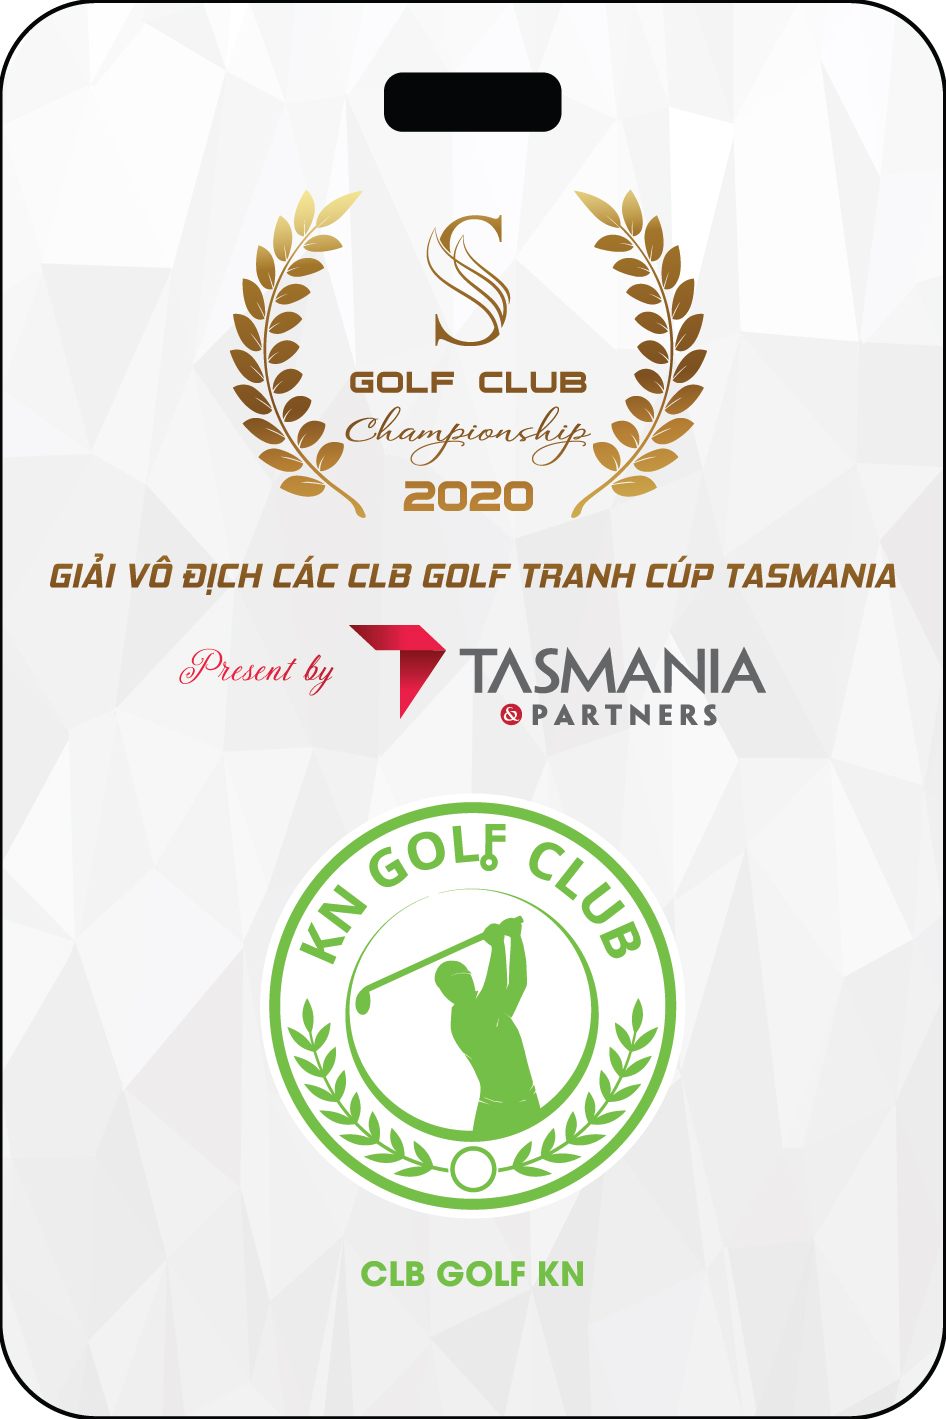 S
GOLF CLUB
Championship
2020
GIẢI VÔ ĐỊCH CÁC CLB GOLF TRANH CÚP TASMANIA
Present by
TASMANIA
& PARTNERS
KN GOLF CLUB
CLB GOLF KN